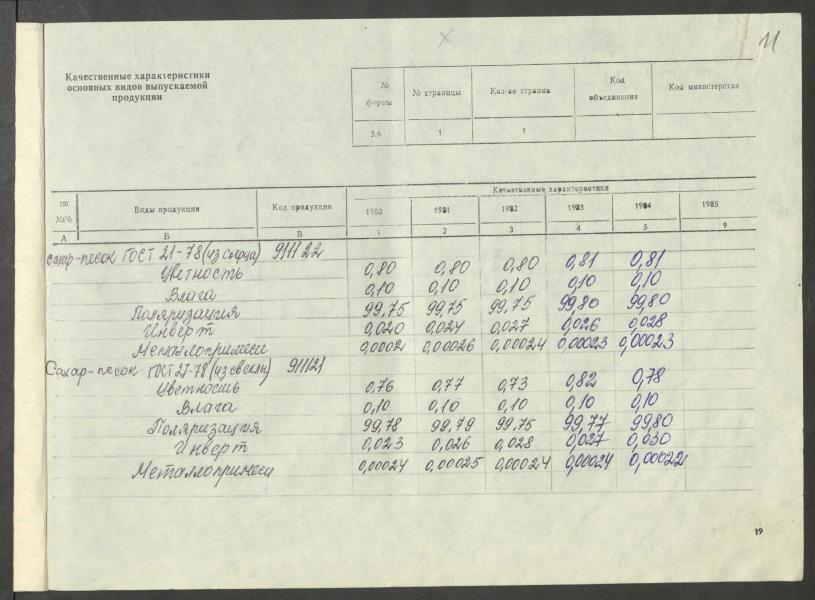 11
Качественные характеристики
основных видов выпускаемой
продукции
№ формы № страницы Кол-во страниц Код объединения Код министерства
3.6 1 1
пп №№ Виды продукции Код продукции Качественные характеристики
1980 1981 1982 1983 1984 1985
А Б В 1 2 3 4 5 9
Сахар-песок ГОСТ 21-78 (из сырца) 911122
Цветность 0,80 0,80 0,80 0,81 0,81
Влага 0,10 0,10 0,10 0,10 0,10
Поляризация 99,75 99,75 99,75 99,80 99,80
Инверт 0,020 0,024 0,027 0,026 0,028
Металлопримеси 0,0002 0,00026 0,00024 0,00023 0,00023
Сахар-песок ГОСТ 21-78 (из свеклы) 911121
Цветность 0,76 0,77 0,73 0,82 0,78
Влага 0,10 0,10 0,10 0,10 0,10
Поляризация 99,78 99,79 99,75 99,77 99,80
Инверт 0,023 0,026 0,028 0,027 0,030
Металлопримеси 0,00024 0,00025 0,00024 0,00024 0,00022
19